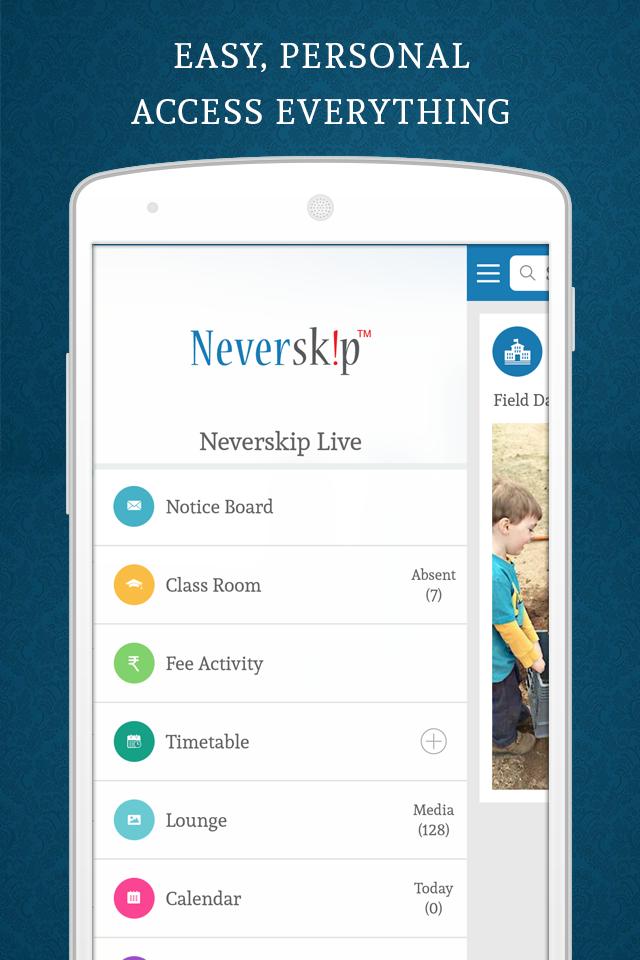 EASY, PERSONAL
ACCESS EVERYTHING
Neversk!p™
Neverskip Live
Notice Board
Class Room
Absent
(7)
Fee Activity
Timetable
Lounge
Media
(128)
Calendar
Today
(0)
Field